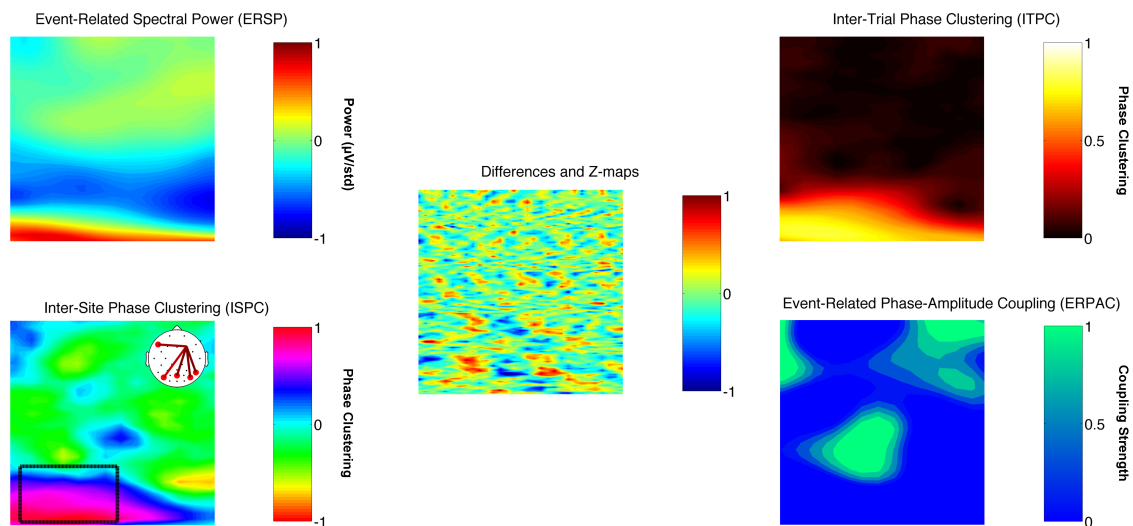 Event-Related Spectral Power (ERSP)
1
0
-1
Power (µV/std)
Inter-Trial Phase Clustering (ITPC)
1
0.5
0
Phase Clustering
Differences and Z-maps
1
0
-1
Inter-Site Phase Clustering (ISPC)
1
0
-1
Phase Clustering
Event-Related Phase-Amplitude Coupling (ERPAC)
1
0.5
0
Coupling Strength